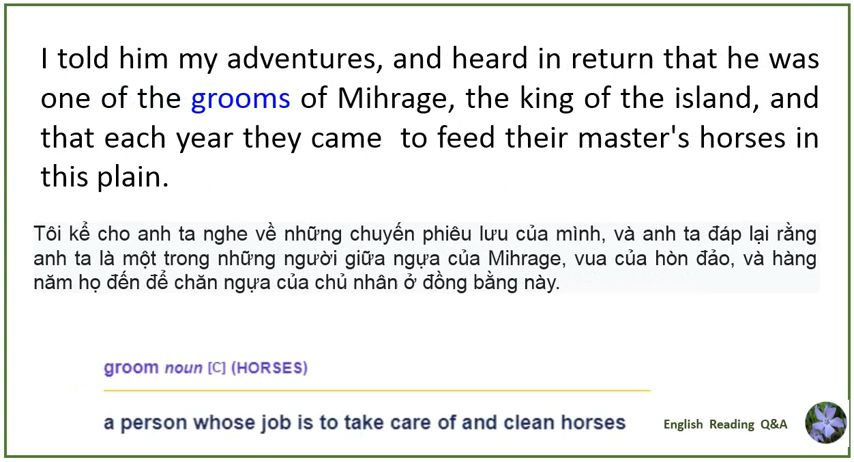 I told him my adventures, and heard in return that he was
one of the grooms of Mihrage, the king of the island, and
that each year they came to feed their master's horses in
this plain.
Tôi kể cho anh ta nghe về những chuyến phiêu lưu của mình, và anh ta đáp lại rằng
anh ta là một trong những người giữa ngựa của Mihrage, vua của hòn đảo, và hàng
năm họ đến để chăn ngựa của chủ nhân ở đồng bằng này.
groom noun [C] (HORSES)
a person whose job is to take care of and clean horses
English Reading Q&A